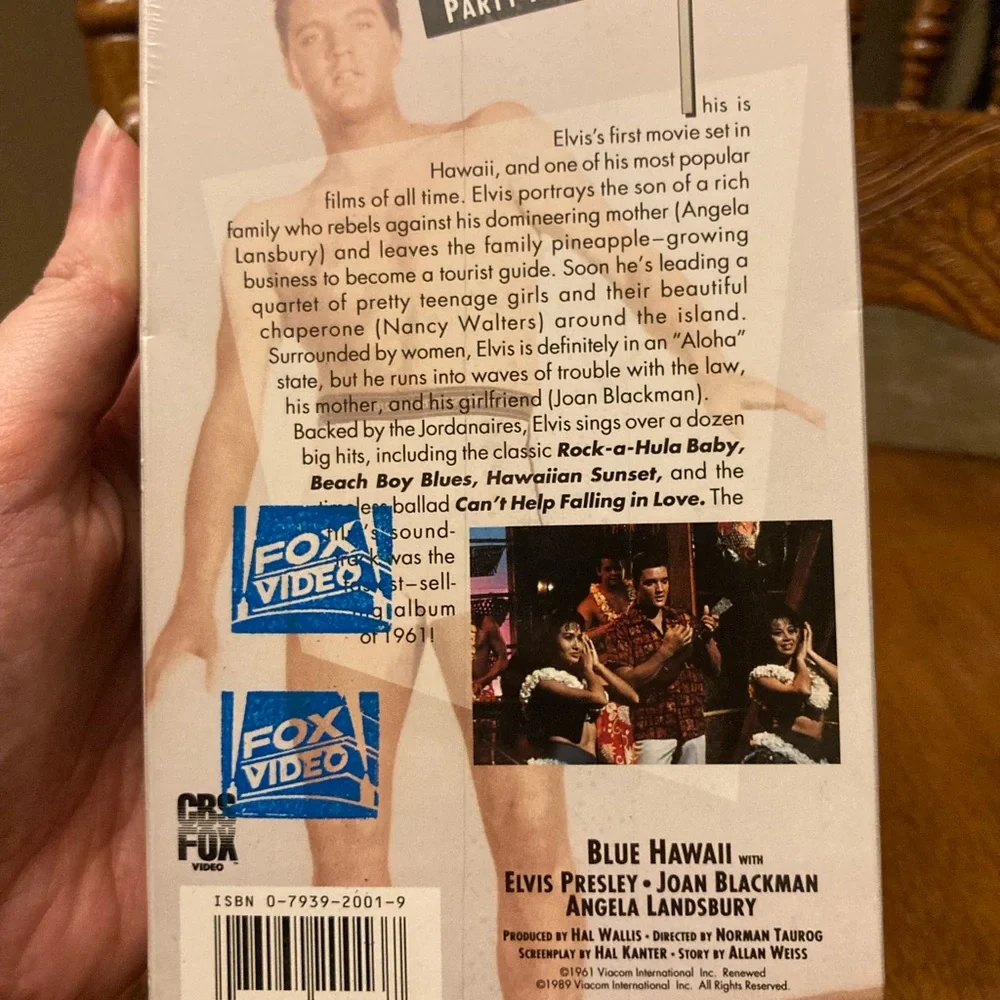 PARTY
This is
Elvis's first movie set in
Hawaii, and one of his most popular
films of all time. Elvis portrays the son of a rich
family who rebels against his domineering mother (Angela
Lansbury) and leaves the family pineapple–growing
business to become a tourist guide. Soon he's leading a
quartet of pretty teenage girls and their beautiful
chaperone (Nancy Walters) around the island.
Surrounded by women, Elvis is definitely in an "Aloha"
state, but he runs into waves of trouble with the law,
his mother, and his girlfriend (Joan Blackman).
Backed by the Jordanaires, Elvis sings over a dozen
big hits, including the classic Rock-a-Hula Baby,
Beach Boy Blues, Hawaiian Sunset, and the
timeless ballad Can't Help Falling in Love. The
film's sound-
track was the
fastest–sell-
ing album
of 1961!
FOX
VIDEO
FOX
VIDEO
CBS
FOX
VIDEO
ISBN 0-7939-2001-9
BLUE HAWAII WITH
ELVIS PRESLEY • JOAN BLACKMAN
ANGELA LANDSBURY
PRODUCED BY HAL WALLIS • DIRECTED BY NORMAN TAUROG
SCREENPLAY BY HAL KANTER • STORY BY ALLAN WEISS
©1961 Viacom International Inc. Renewed
©1989 Viacom International Inc. All Rights Reserved.